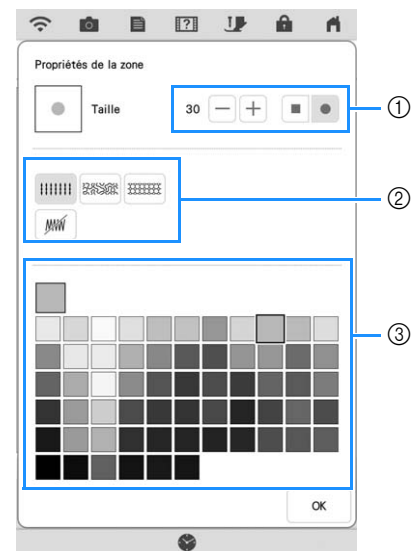 Propriétés de la zone
Taille 30 − + ①
②
③
OK